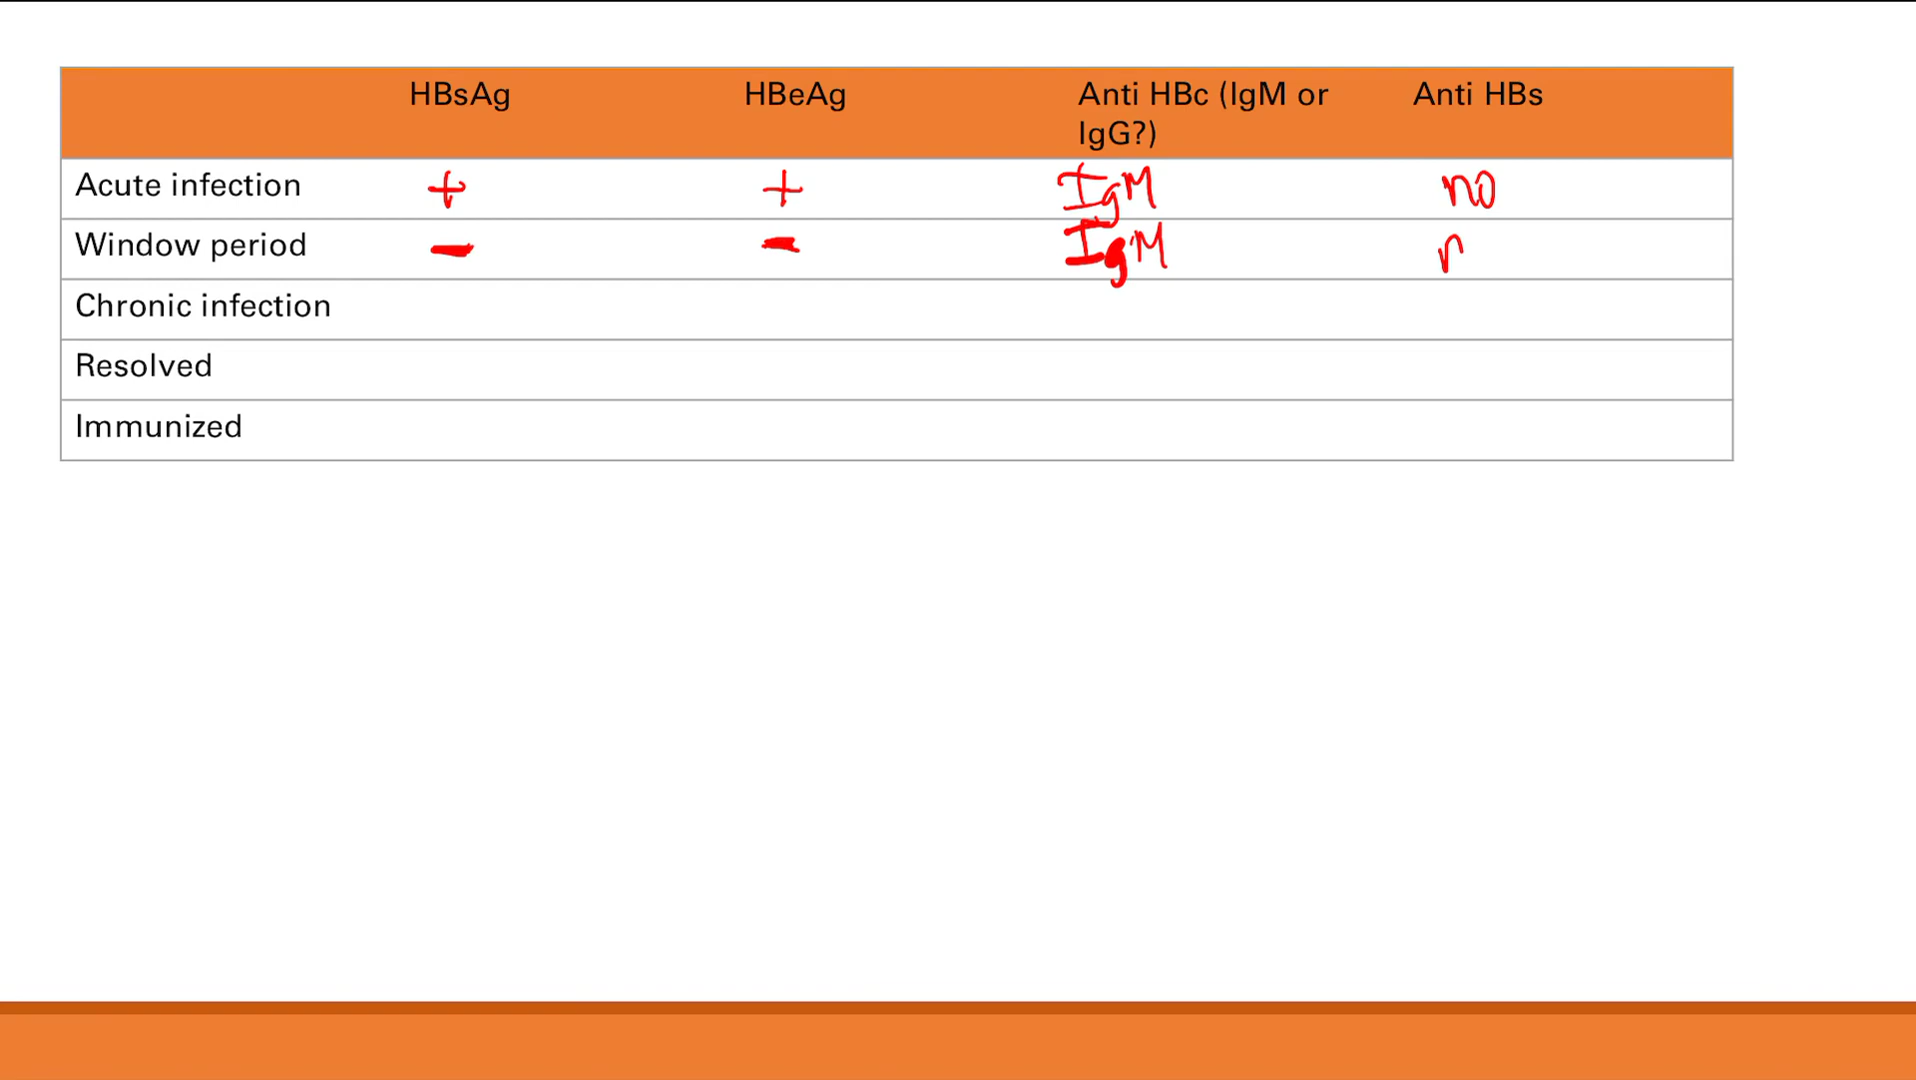 HBsAg HBeAg Anti HBc (IgM or Anti HBs
IgG?)
Acute infection + + IgM no
Window period - - IgM n
Chronic infection
Resolved
Immunized